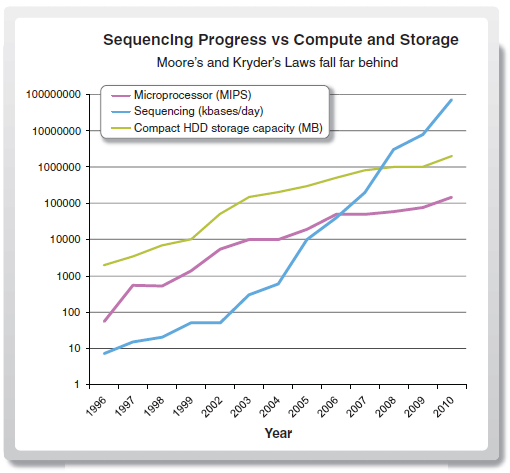 Sequencing Progress vs Compute and Storage
Moore's and Kryder's Laws fall far behind
Microprocessor (MIPS)
Sequencing (kbases/day)
Compact HDD storage capacity (MB)
100000000
10000000
1000000
100000
10000
1000
100
10
1
1996 1997 1998 1999 2002 2003 2004 2005 2006 2007 2008 2009 2010
Year